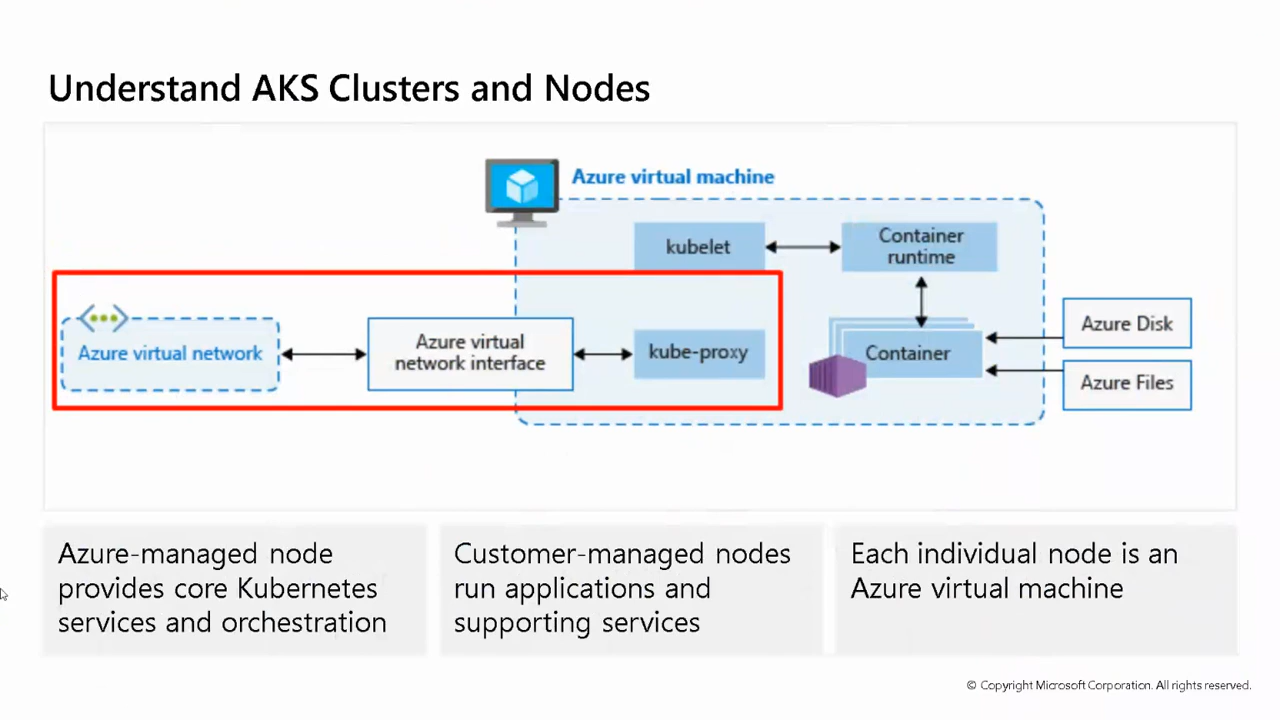 Understand AKS Clusters and Nodes
Azure virtual machine
kubelet
Container
runtime
Azure virtual network
Azure virtual
network interface
kube-proxy
Container
Azure Disk
Azure Files
Azure-managed node
provides core Kubernetes
services and orchestration
Customer-managed nodes
run applications and
supporting services
Each individual node is an
Azure virtual machine
© Copyright Microsoft Corporation. All rights reserved.